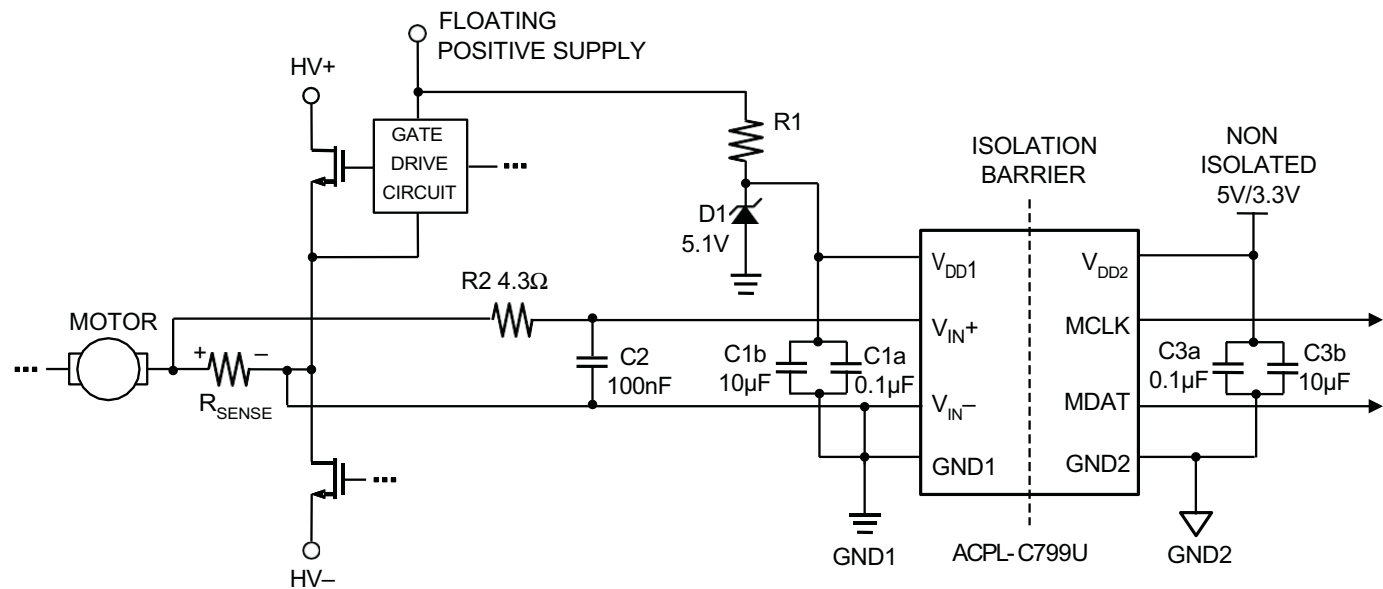 FLOATING
POSITIVE SUPPLY
HV+
GATE
DRIVE
CIRCUIT
R1
D1
5.1V
ISOLATION
BARRIER
NON
ISOLATED
5V/3.3V
R2 4.3Ω
MOTOR
+
–
RSENSE
C2
100nF
C1b
10µF
C1a
0.1µF
VDD1
VIN+
VIN–
GND1
VDD2
MCLK
MDAT
GND2
C3a
0.1µF
C3b
10µF
HV–
GND1
ACPL-C799U
GND2